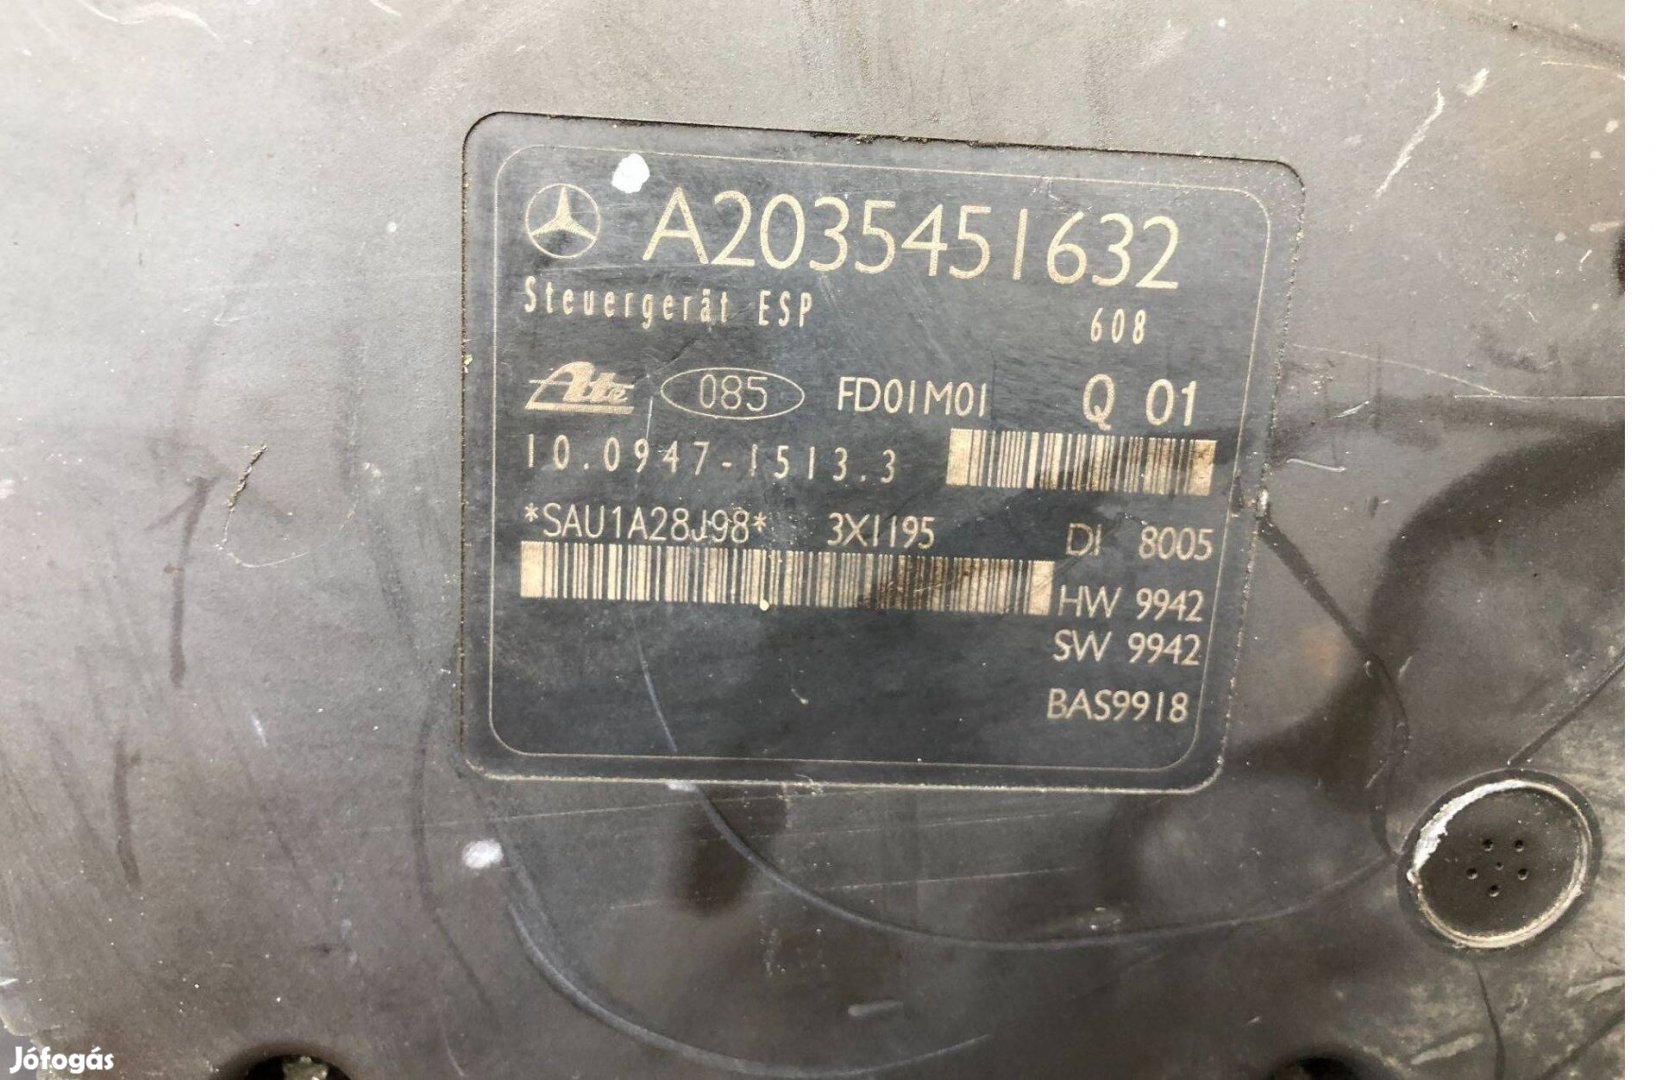 A2035451632
Steuergerät ESP 608
Ate 085 FD01M01 Q 01
10.0947-1513.3
*SAU1A28J98* 3X1195 DI 8005
HW 9942
SW 9942
BAS9918
Jófogás